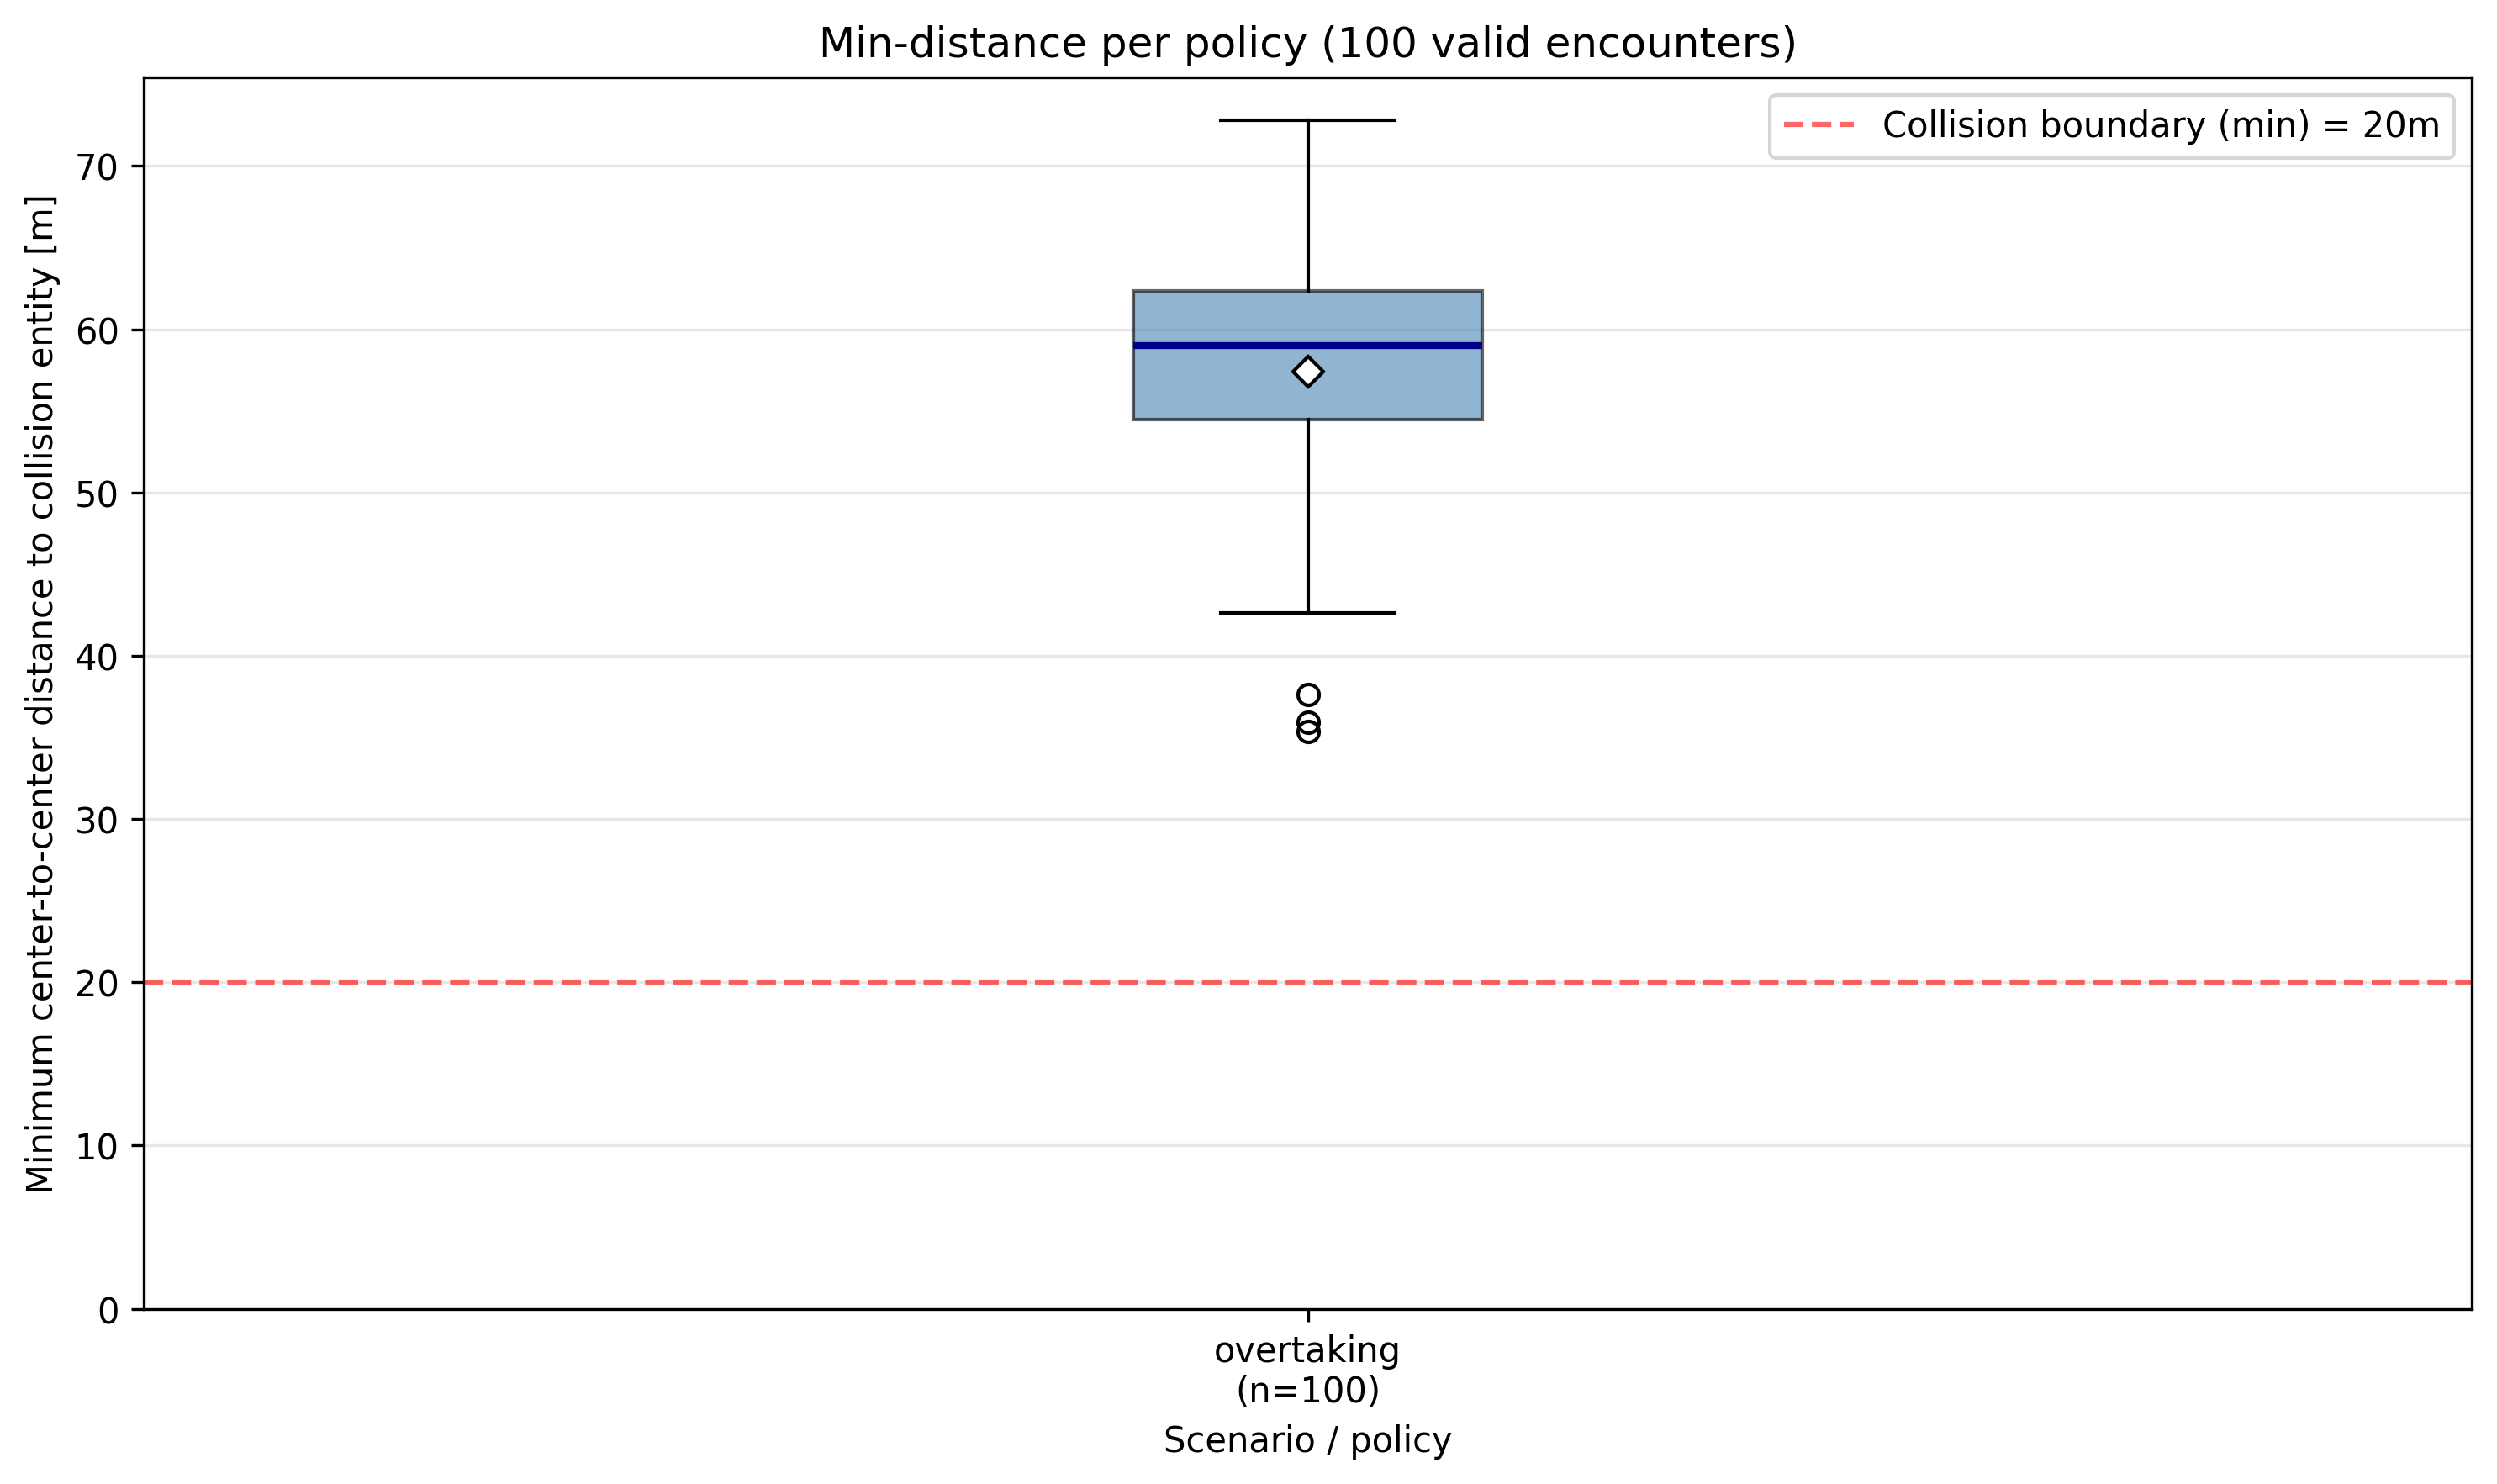 Min-distance per policy (100 valid encounters)
Collision boundary (min) = 20m
Minimum center-to-center distance to collision entity [m]
70
60
50
40
30
20
10
0
overtaking
(n=100)
Scenario / policy